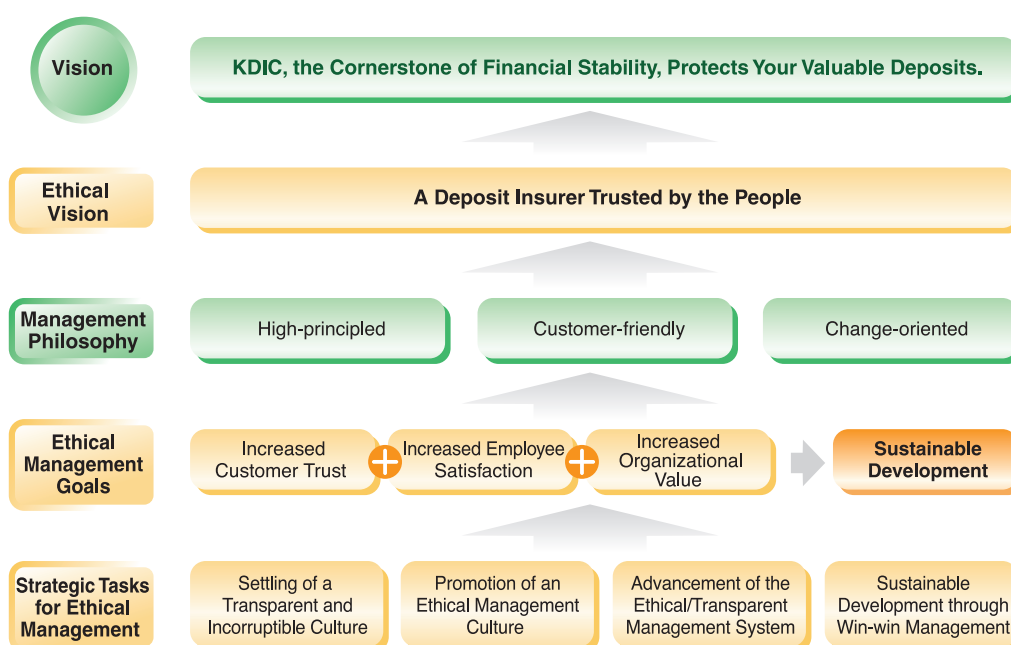 Vision
KDIC, the Cornerstone of Financial Stability, Protects Your Valuable Deposits.
Ethical
Vision
A Deposit Insurer Trusted by the People
Management
Philosophy
High-principled
Customer-friendly
Change-oriented
Ethical
Management
Goals
Increased
Customer Trust
+
Increased Employee
Satisfaction
+
Increased
Organizational
Value
Sustainable
Development
Strategic Tasks
for Ethical
Management
Settling of a
Transparent and
Incorruptible Culture
Promotion of an
Ethical Management
Culture
Advancement of the
Ethical/Transparent
Management System
Sustainable
Development through
Win-win Management